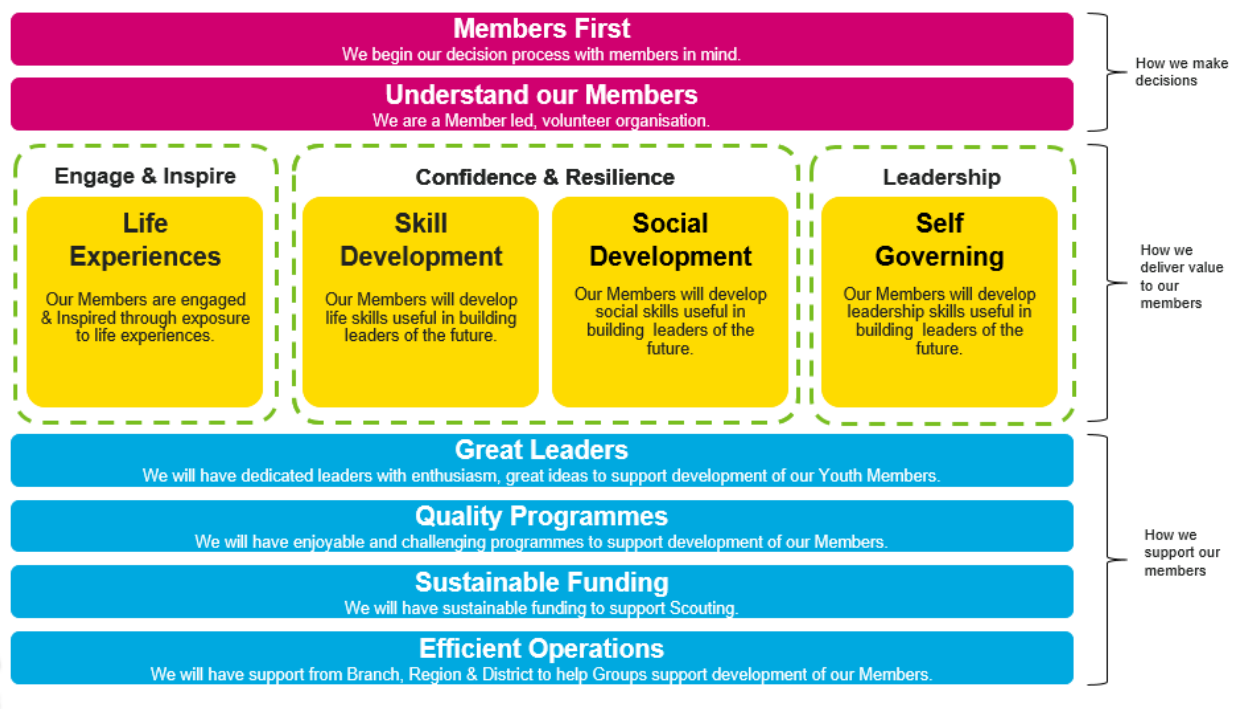 Members First
We begin our decision process with members in mind.
How we make
decisions
Understand our Members
We are a Member led, volunteer organisation.
Engage & Inspire
Life
Experiences
Our Members are engaged
& Inspired through exposure
to life experiences.
Confidence & Resilience
Skill
Development
Our Members will develop
life skills useful in building
leaders of the future.
Social
Development
Our Members will develop
social skills useful in
building leaders of the
future.
Leadership
Self
Governing
Our Members will develop
leadership skills useful in
building leaders of the
future.
How we
deliver value
to our
members
Great Leaders
We will have dedicated leaders with enthusiasm, great ideas to support development of our Youth Members.
Quality Programmes
We will have enjoyable and challenging programmes to support development of our Members.
Sustainable Funding
We will have sustainable funding to support Scouting.
Efficient Operations
We will have support from Branch, Region & District to help Groups support development of our Members.
How we
support our
members